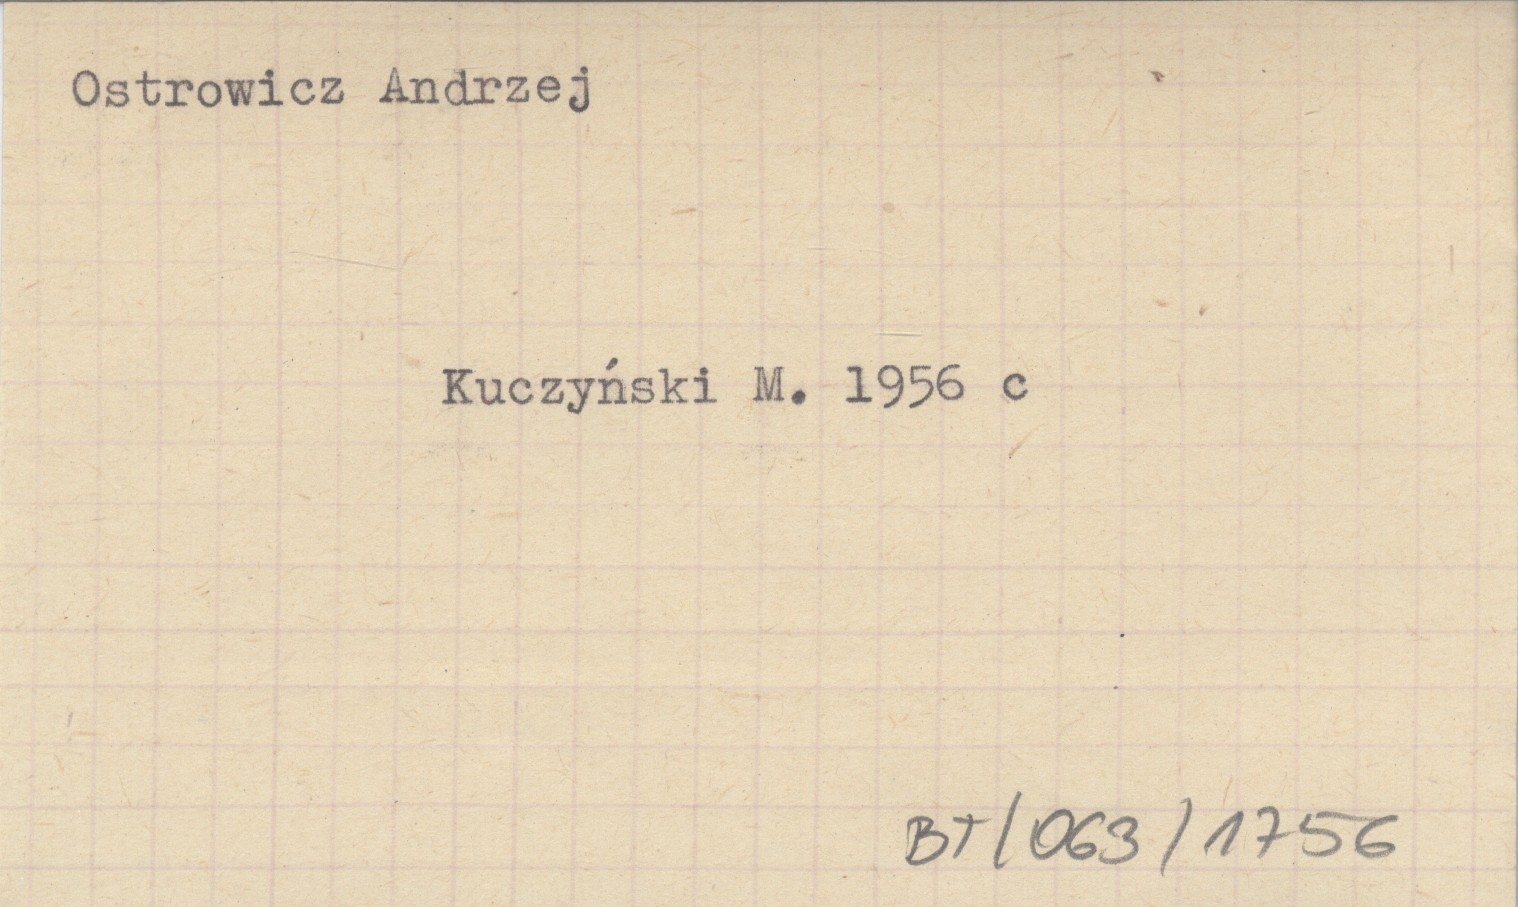 Ostrowicz Andrzej
Kuczyński M. 1956 c
BT/063/1756